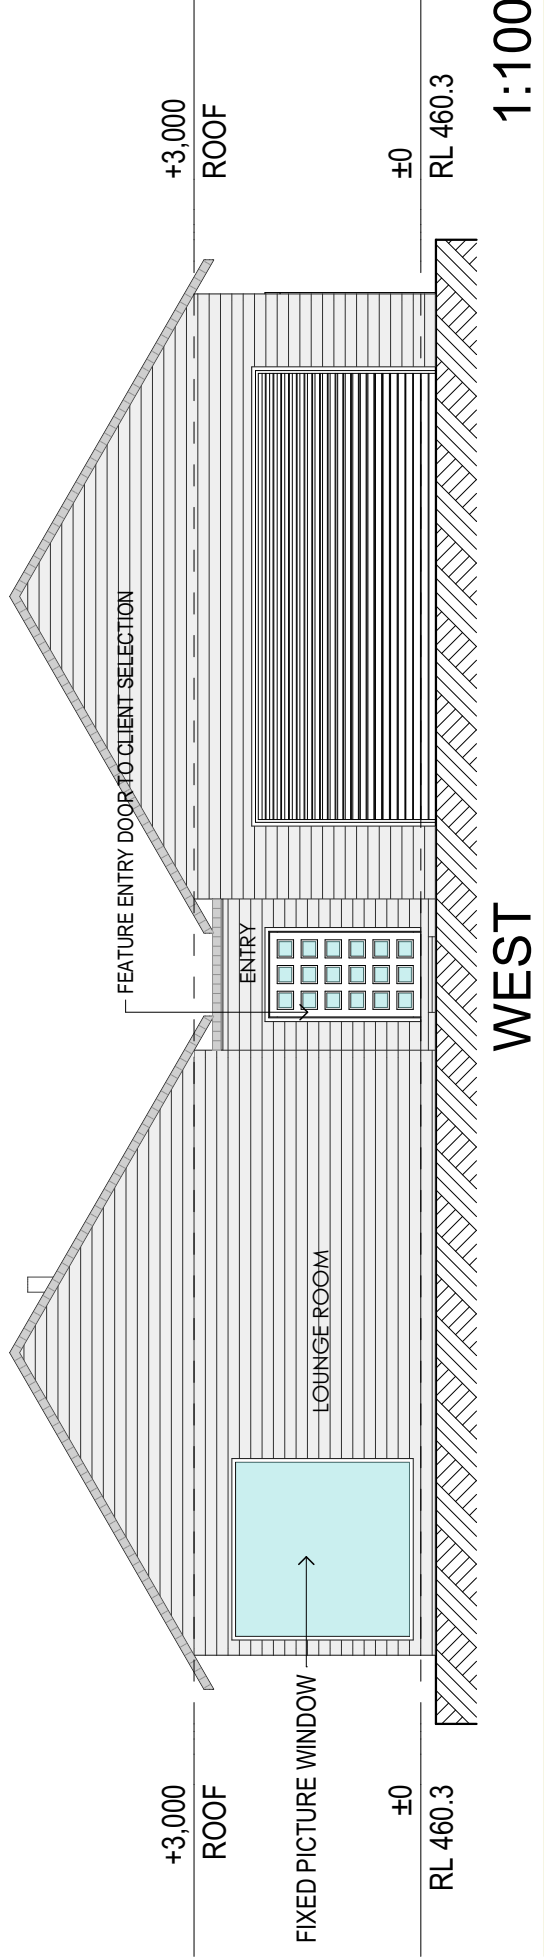 FEATURE ENTRY DOOR TO CLIENT SELECTION
+3,000
ROOF
+3,000
ROOF
ENTRY
LOUNGE ROOM
FIXED PICTURE WINDOW
±0
RL 460.3
±0
RL 460.3
WEST
1:100